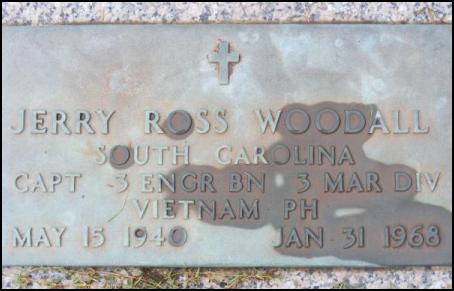 JERRY ROSS WOODALL
SOUTH CAROLINA
CAPT 3 ENGR BN 3 MAR DIV
VIETNAM PH
MAY 15 1940 JAN 31 1968